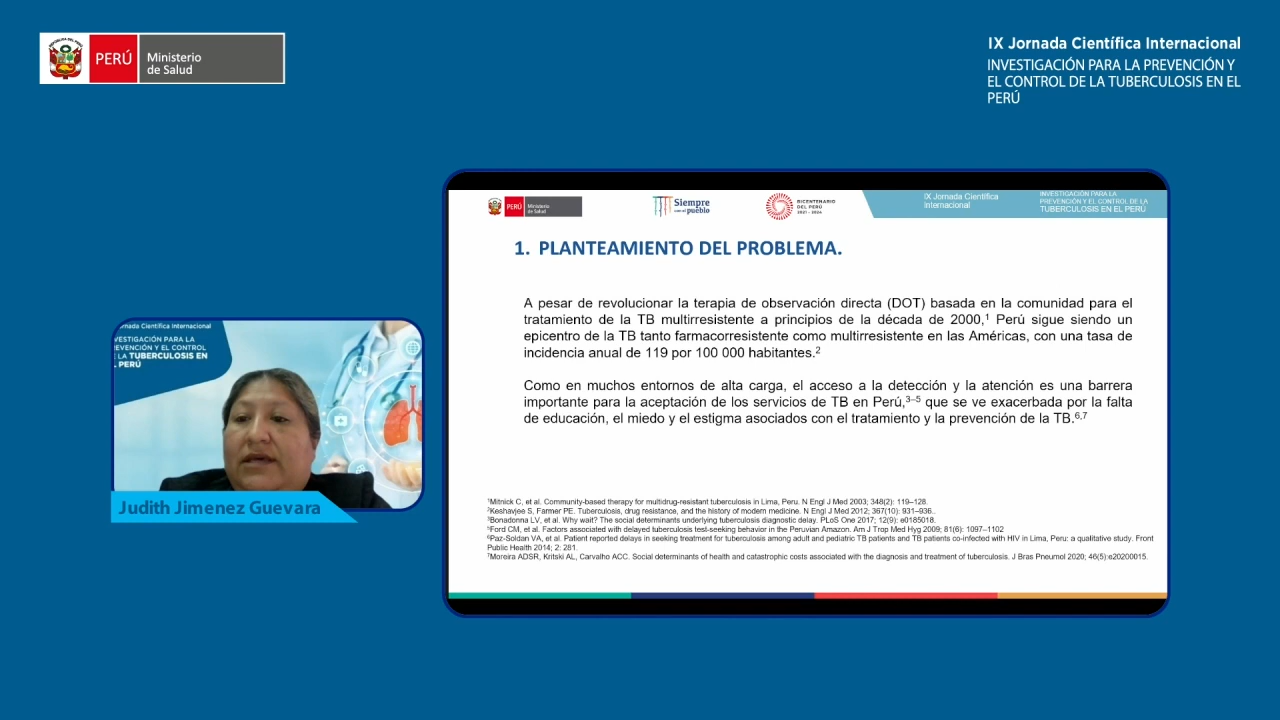 PERÚ
Ministerio
de Salud
IX Jornada Científica Internacional
INVESTIGACIÓN PARA LA PREVENCIÓN Y
EL CONTROL DE LA TUBERCULOSIS EN EL
PERÚ
PERÚ
Ministerio
de Salud
Siempre
con el pueblo
BICENTENARIO
DEL PERÚ
2021 - 2024
IX Jornada Científica
Internacional
INVESTIGACIÓN PARA LA
PREVENCIÓN Y EL CONTROL DE LA
TUBERCULOSIS EN EL PERÚ
1. PLANTEAMIENTO DEL PROBLEMA.
A pesar de revolucionar la terapia de observación directa (DOT) basada en la comunidad para el
tratamiento de la TB multirresistente a principios de la década de 2000,¹ Perú sigue siendo un
epicentro de la TB tanto farmacorresistente como multirresistente en las Américas, con una tasa de
incidencia anual de 119 por 100 000 habitantes.²
Como en muchos entornos de alta carga, el acceso a la detección y la atención es una barrera
importante para la aceptación de los servicios de TB en Perú,³⁻⁵ que se ve exacerbada por la falta
de educación, el miedo y el estigma asociados con el tratamiento y la prevención de la TB.⁶,⁷
¹Mitnick C, et al. Community-based therapy for multidrug-resistant tuberculosis in Lima, Peru. N Engl J Med 2003; 348(2): 119–128.
²Keshavjee S, Farmer PE. Tuberculosis, drug resistance, and the history of modern medicine. N Engl J Med 2012; 367(10): 931–936..
³Bonadonna LV, et al. Why wait? The social determinants underlying tuberculosis diagnostic delay. PLoS One 2017; 12(9): e0185018.
⁵Ford CM, et al. Factors associated with delayed tuberculosis test-seeking behavior in the Peruvian Amazon. Am J Trop Med Hyg 2009; 81(6): 1097–1102
⁶Paz-Soldan VA, et al. Patient reported delays in seeking treatment for tuberculosis among adult and pediatric TB patients and TB patients co-infected with HIV in Lima, Peru: a qualitative study. Front
Public Health 2014; 2: 281.
⁷Moreira ADSR, Kritski AL, Carvalho ACC. Social determinants of health and catastrophic costs associated with the diagnosis and treatment of tuberculosis. J Bras Pneumol 2020; 46(5):e20200015.
rnada Científica Internacional
VESTIGACIÓN PARA LA
REVENCIÓN Y EL CONTROL
LA TUBERCULOSIS EN
PERÚ
Judith Jimenez Guevara